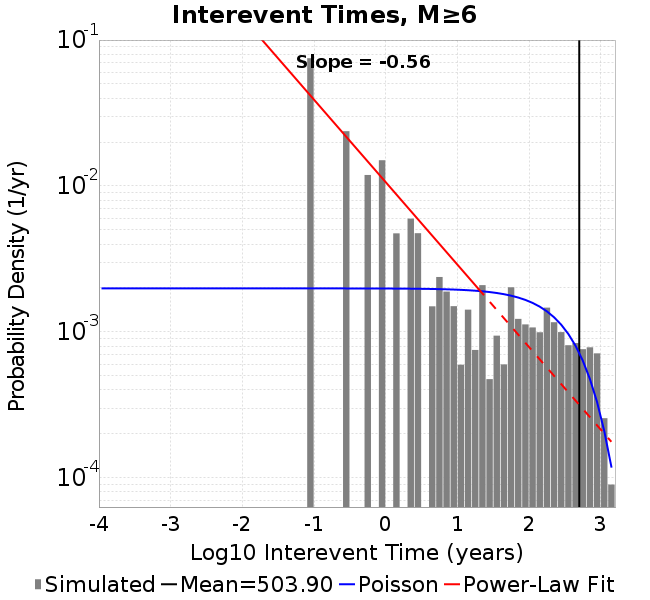 Interevent Times, M≥6
Slope = -0.56
10-1
10-2
10-3
10-4
Probability Density (1/yr)
-4 -3 -2 -1 0 1 2 3
Log10 Interevent Time (years)
Simulated Mean=503.90 Poisson Power-Law Fit